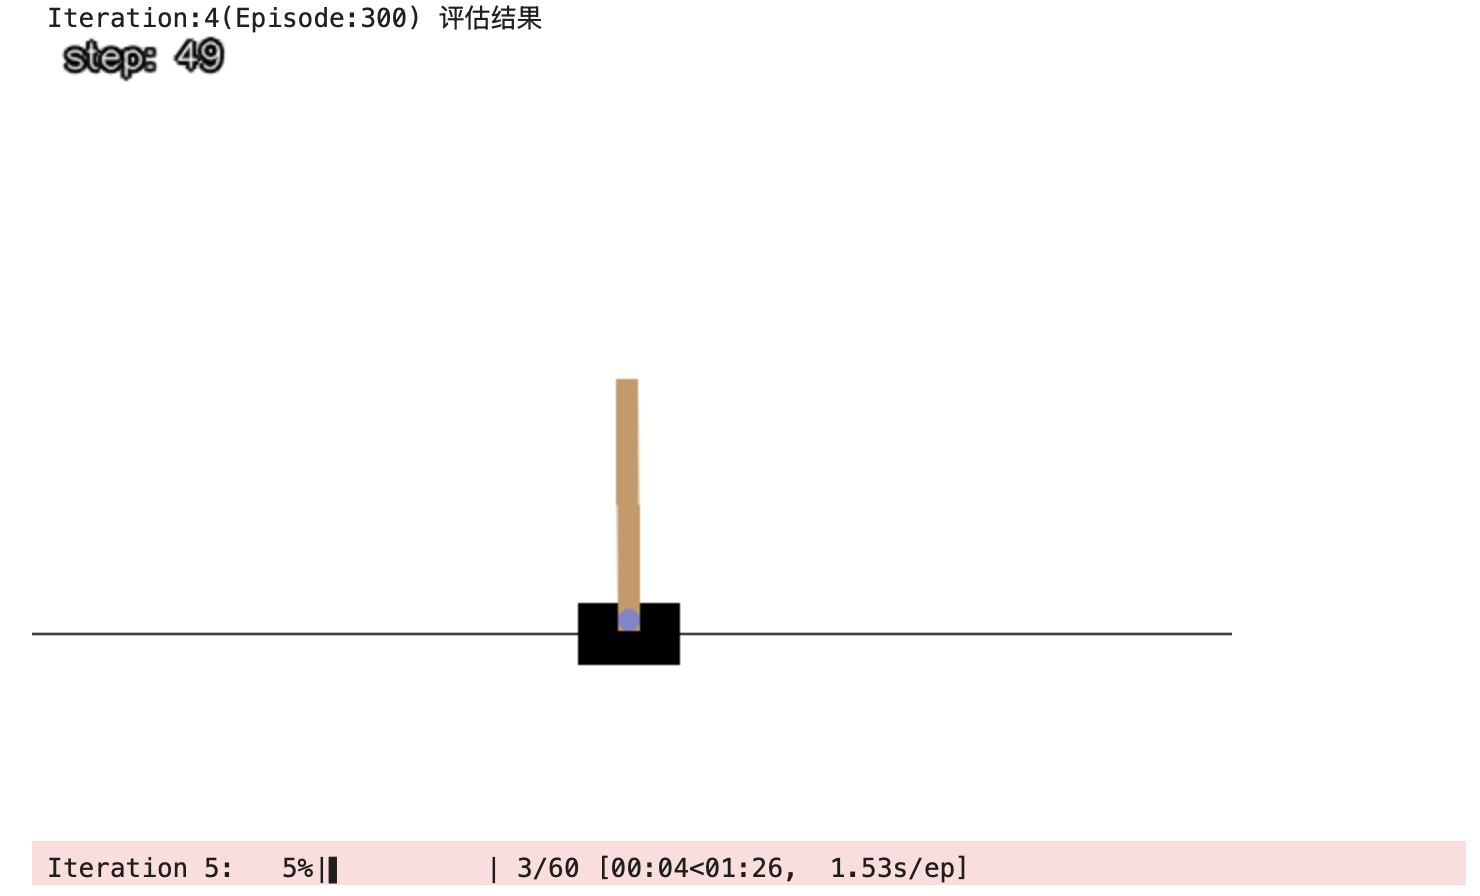 Iteration:4(Episode:300) 评估结果
step: 49
Iteration 5:   5%|▌         | 3/60 [00:04<01:26,  1.53s/ep]